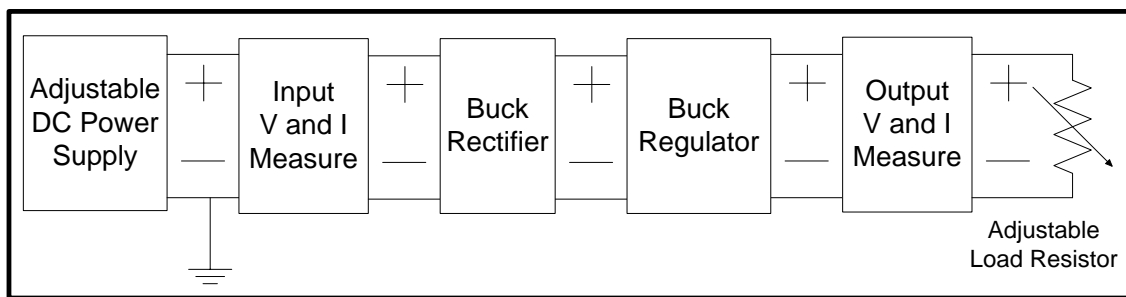 Adjustable
DC Power
Supply
Input
V and I
Measure
Buck
Rectifier
Buck
Regulator
Output
V and I
Measure
Adjustable
Load Resistor